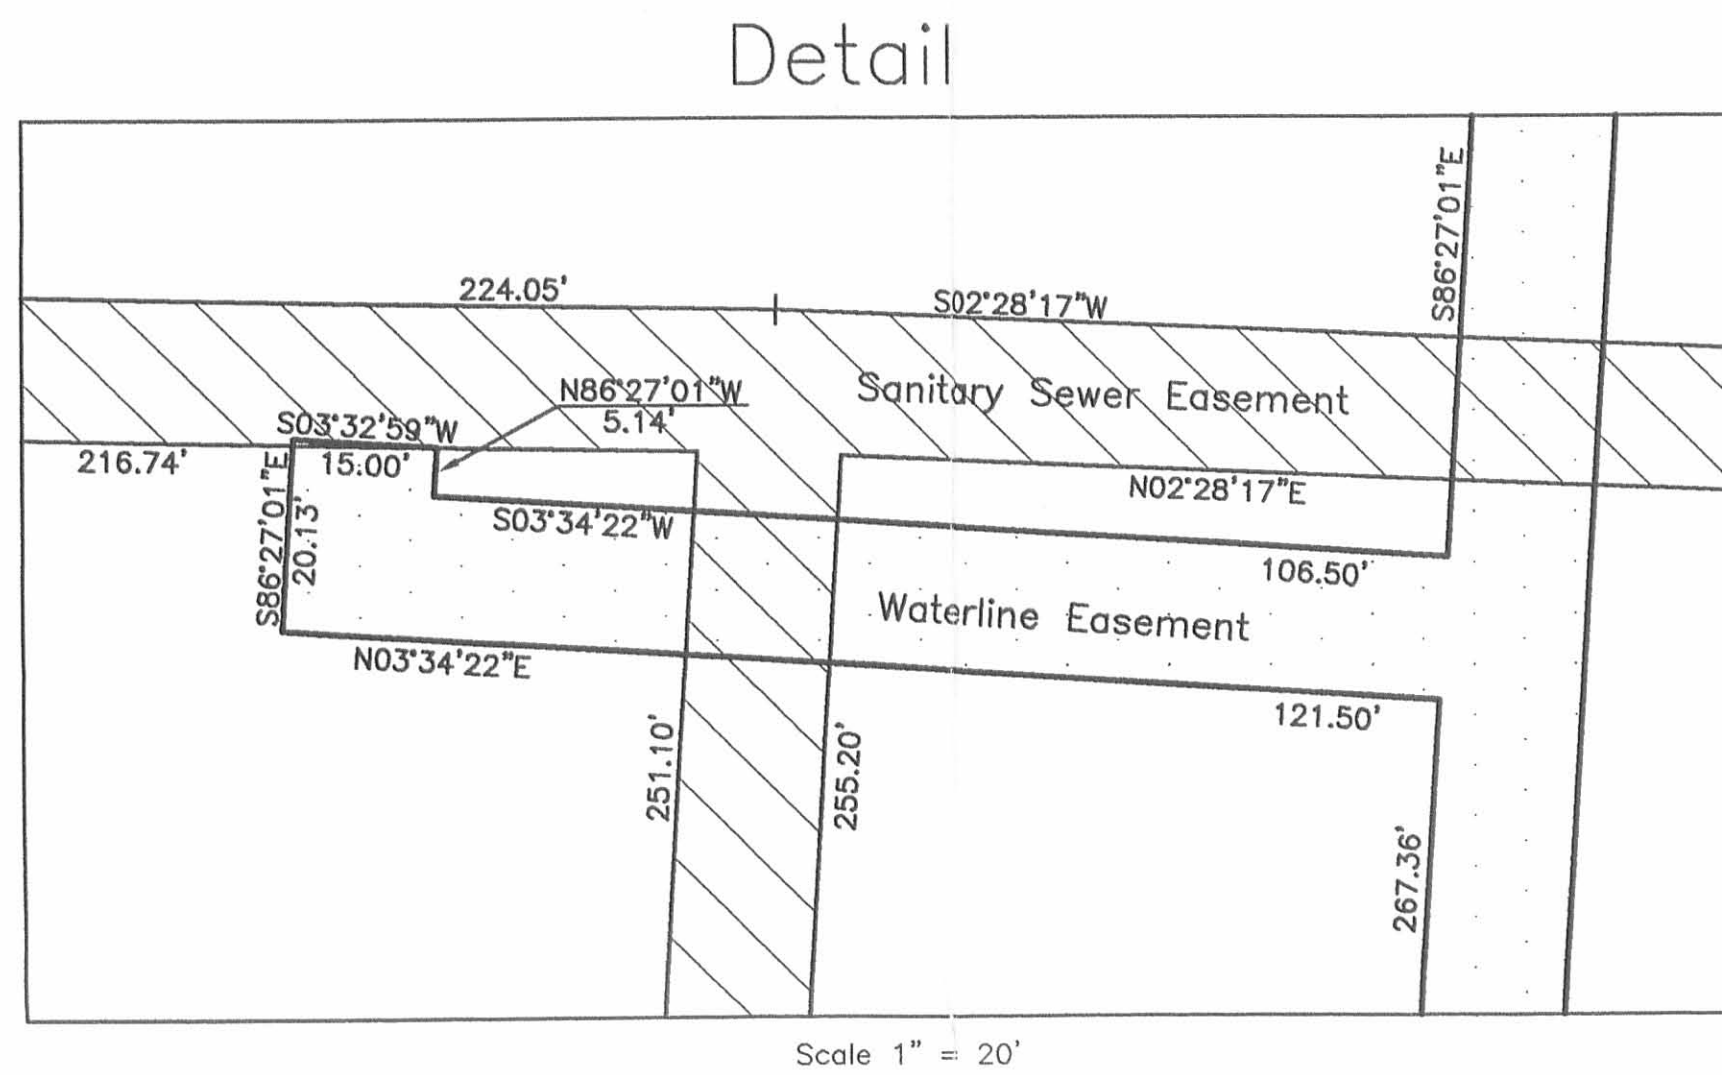 Detail
S86°27'01"E
224.05'
S02°28'17"W
N86°27'01"W
5.14'
Sanitary Sewer Easement
S03°32'59"W
216.74'
15.00'
N02°28'17"E
S86°27'01"E
20.13'
S03°34'22"W
106.50'
Waterline Easement
N03°34'22"E
121.50'
251.10'
255.20'
267.36'
Scale 1" = 20'